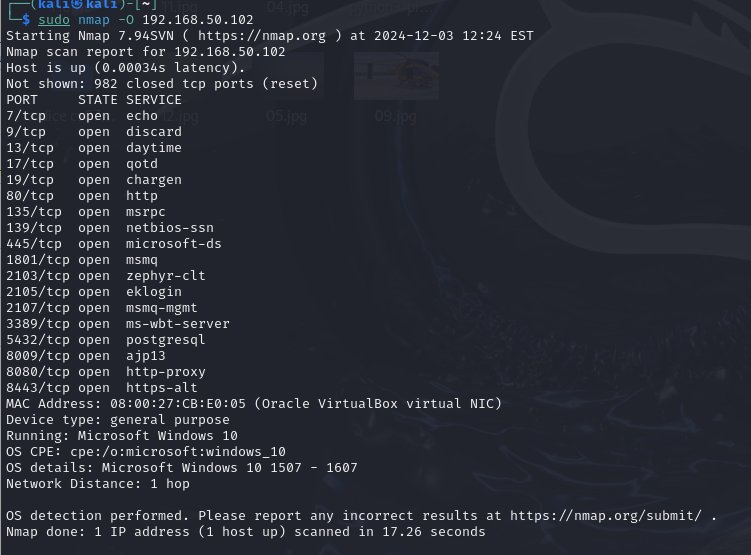 ┌──(kali㉿kali)-[~]
└─$ sudo nmap -O 192.168.50.102
Starting Nmap 7.94SVN ( https://nmap.org ) at 2024-12-03 12:24 EST
Nmap scan report for 192.168.50.102
Host is up (0.00034s latency).
Not shown: 982 closed tcp ports (reset)
PORT     STATE SERVICE
7/tcp    open  echo
9/tcp    open  discard
13/tcp   open  daytime
17/tcp   open  qotd
19/tcp   open  chargen
80/tcp   open  http
135/tcp  open  msrpc
139/tcp  open  netbios-ssn
445/tcp  open  microsoft-ds
1801/tcp open  msmq
2103/tcp open  zephyr-clt
2105/tcp open  eklogin
2107/tcp open  msmq-mgmt
3389/tcp open  ms-wbt-server
5432/tcp open  postgresql
8009/tcp open  ajp13
8080/tcp open  http-proxy
8443/tcp open  https-alt
MAC Address: 08:00:27:CB:E0:05 (Oracle VirtualBox virtual NIC)
Device type: general purpose
Running: Microsoft Windows 10
OS CPE: cpe:/o:microsoft:windows_10
OS details: Microsoft Windows 10 1507 - 1607
Network Distance: 1 hop

OS detection performed. Please report any incorrect results at https://nmap.org/submit/ .
Nmap done: 1 IP address (1 host up) scanned in 17.26 seconds
11.jpg
04.jpg
05.jpg
09.jpg